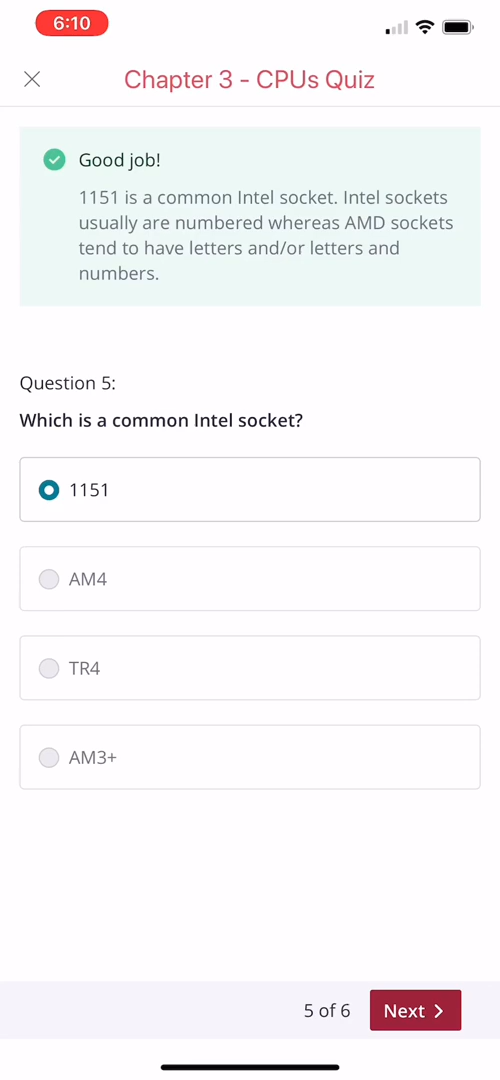 6:10
Chapter 3 - CPUs Quiz
Good job!
1151 is a common Intel socket. Intel sockets
usually are numbered whereas AMD sockets
tend to have letters and/or letters and
numbers.
Question 5:
Which is a common Intel socket?
1151
AM4
TR4
AM3+
5 of 6
Next